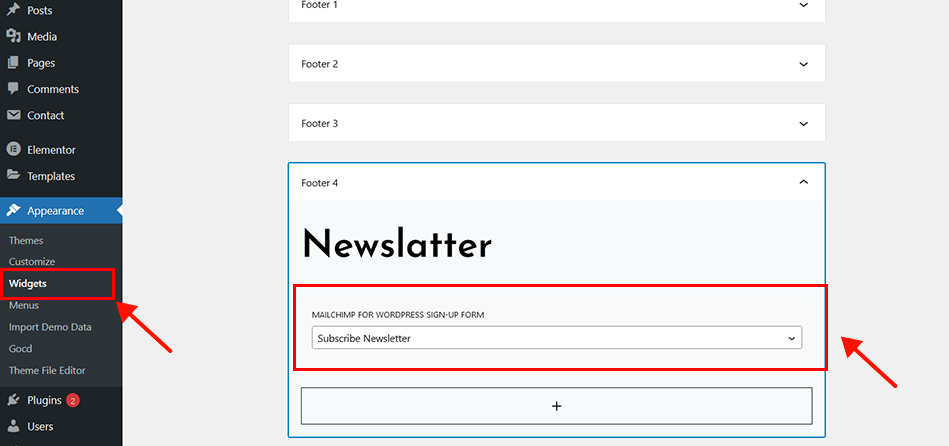 Posts
Media
Pages
Comments
Contact
Elementor
Templates
Appearance
Themes
Customize
Widgets
Menus
Import Demo Data
Gocd
Theme File Editor
Plugins 2
Users
Footer 1
Footer 2
Footer 3
Footer 4
Newslatter
MAILCHIMP FOR WORDPRESS SIGN-UP FORM
Subscribe Newsletter
+